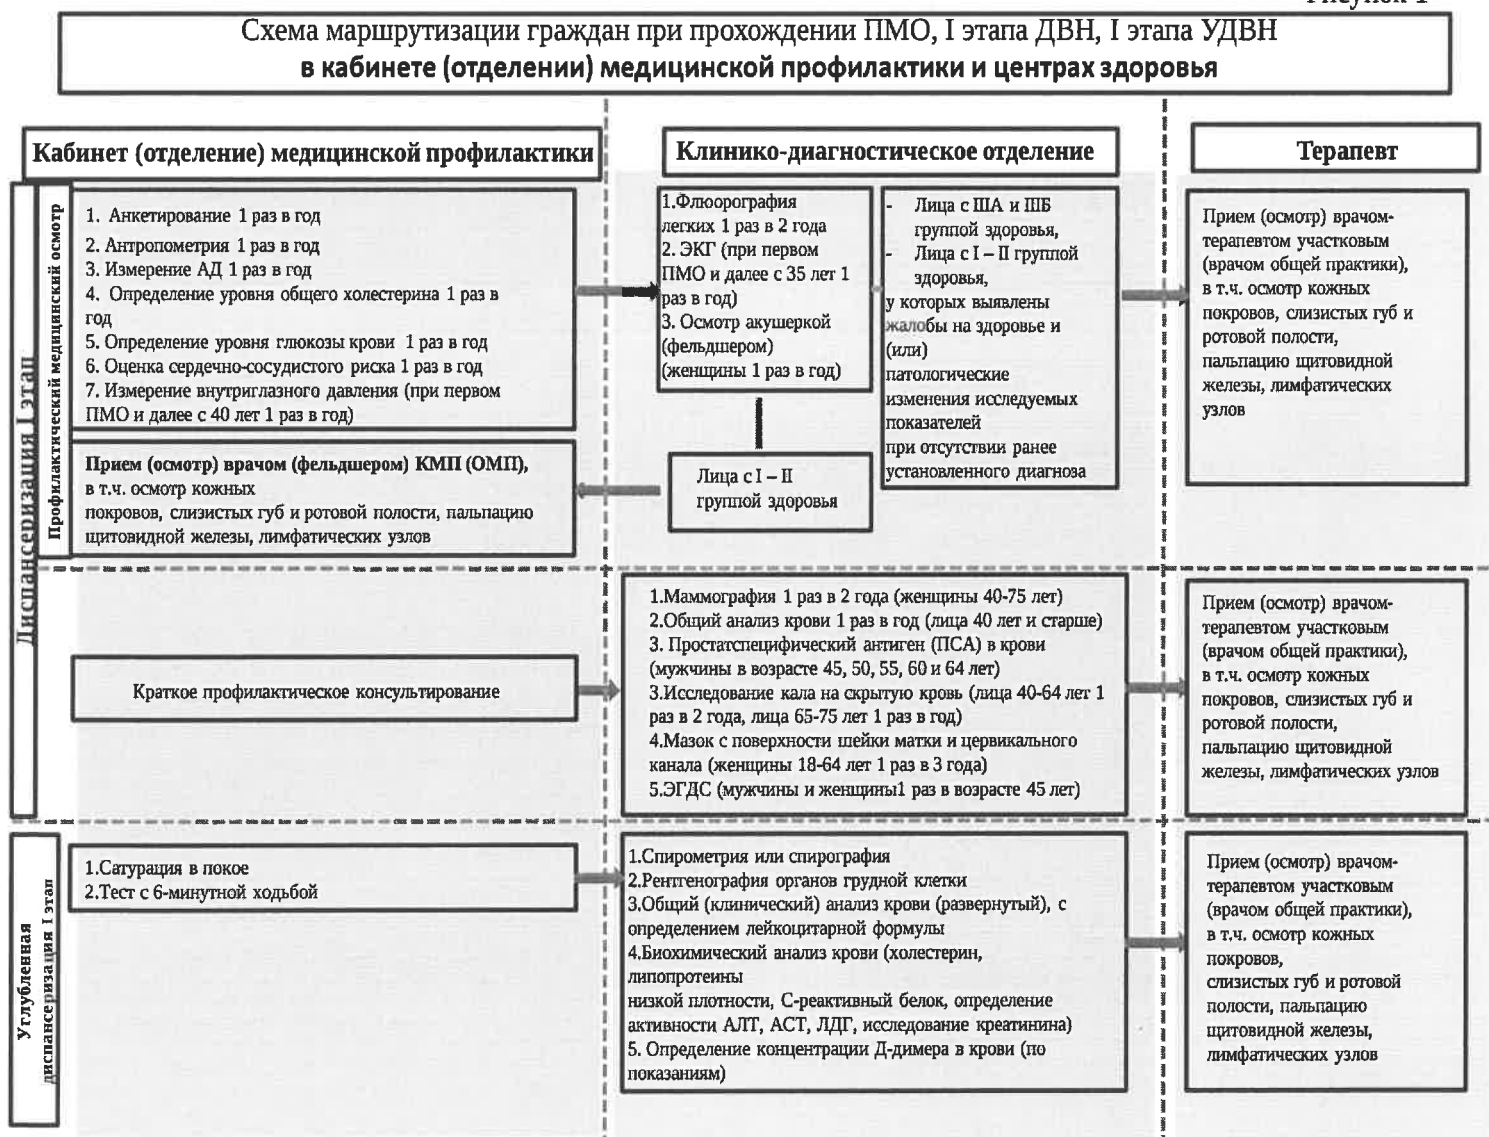 Рисунок 1
Схема маршрутизации граждан при прохождении ПМО, I этапа ДВН, I этапа УДВН
в кабинете (отделении) медицинской профилактики и центрах здоровья
Кабинет (отделение) медицинской профилактики
Клинико-диагностическое отделение
Терапевт
Диспансеризация I этап
Профилактический медицинский осмотр
1. Анкетирование 1 раз в год
2. Антропометрия 1 раз в год
3. Измерение АД 1 раз в год
4. Определение уровня общего холестерина 1 раз в
год
5. Определение уровня глюкозы крови 1 раз в год
6. Оценка сердечно-сосудистого риска 1 раз в год
7. Измерение внутриглазного давления (при первом
ПМО и далее с 40 лет 1 раз в год)
1.Флюорография
легких 1 раз в 2 года
2. ЭКГ (при первом
ПМО и далее с 35 лет 1
раз в год)
3. Осмотр акушеркой
(фельдшером)
(женщины 1 раз в год)
- Лица с IIIА и IIIБ
группой здоровья,
- Лица с I – II группой
здоровья,
у которых выявлены
жалобы на здоровье и
(или)
патологические
изменения исследуемых
показателей
при отсутствии ранее
установленного диагноза
Прием (осмотр) врачом-
терапевтом участковым
(врачом общей практики),
в т.ч. осмотр кожных
покровов, слизистых губ и
ротовой полости,
пальпацию щитовидной
железы, лимфатических
узлов
Прием (осмотр) врачом (фельдшером) КМП (ОМП),
в т.ч. осмотр кожных
покровов, слизистых губ и ротовой полости, пальпацию
щитовидной железы, лимфатических узлов
Лица с I – II
группой здоровья
Краткое профилактическое консультирование
1.Маммография 1 раз в 2 года (женщины 40-75 лет)
2.Общий анализ крови 1 раз в год (лица 40 лет и старше)
3. Простатспецифический антиген (ПСА) в крови
(мужчины в возрасте 45, 50, 55, 60 и 64 лет)
3.Исследование кала на скрытую кровь (лица 40-64 лет 1
раз в 2 года, лица 65-75 лет 1 раз в год)
4.Мазок с поверхности шейки матки и цервикального
канала (женщины 18-64 лет 1 раз в 3 года)
5.ЭГДС (мужчины и женщины1 раз в возрасте 45 лет)
Прием (осмотр) врачом-
терапевтом участковым
(врачом общей практики),
в т.ч. осмотр кожных
покровов, слизистых губ и
ротовой полости,
пальпацию щитовидной
железы, лимфатических узлов
Углубленная
диспансеризация I этап
1.Сатурация в покое
2.Тест с 6-минутной ходьбой
1.Спирометрия или спирография
2.Рентгенография органов грудной клетки
3.Общий (клинический) анализ крови (развернутый), с
определением лейкоцитарной формулы
4.Биохимический анализ крови (холестерин,
липопротеины
низкой плотности, С-реактивный белок, определение
активности АЛТ, АСТ, ЛДГ, исследование креатинина)
5. Определение концентрации Д-димера в крови (по
показаниям)
Прием (осмотр) врачом-
терапевтом участковым
(врачом общей практики),
в т.ч. осмотр кожных
покровов,
слизистых губ и ротовой
полости, пальпацию
щитовидной железы,
лимфатических узлов